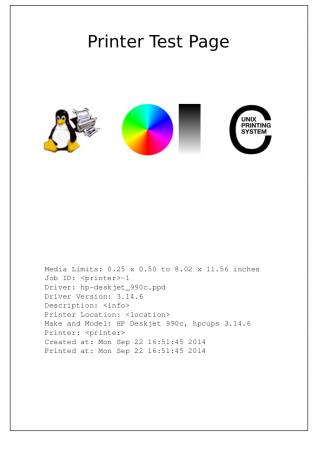 Printer Test Page
UNIX
PRINTING
SYSTEM
Media Limits: 0.25 x 0.50 to 8.02 x 11.56 inches
Job ID: <printer>-1
Driver: hp-deskjet_990c.ppd
Driver Version: 3.14.6
Description: <info>
Printer Location: <location>
Make and Model: HP Deskjet 990c, hpcups 3.14.6
Printer: <printer>
Created at: Mon Sep 22 16:51:45 2014
Printed at: Mon Sep 22 16:51:45 2014